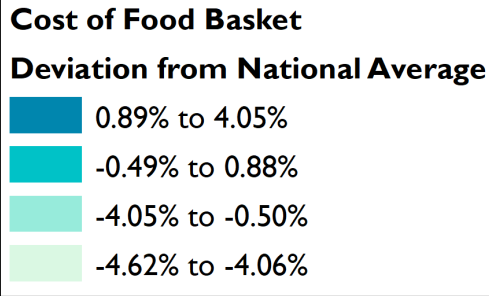 Cost of Food Basket
Deviation from National Average
0.89% to 4.05%
-0.49% to 0.88%
-4.05% to -0.50%
-4.62% to -4.06%